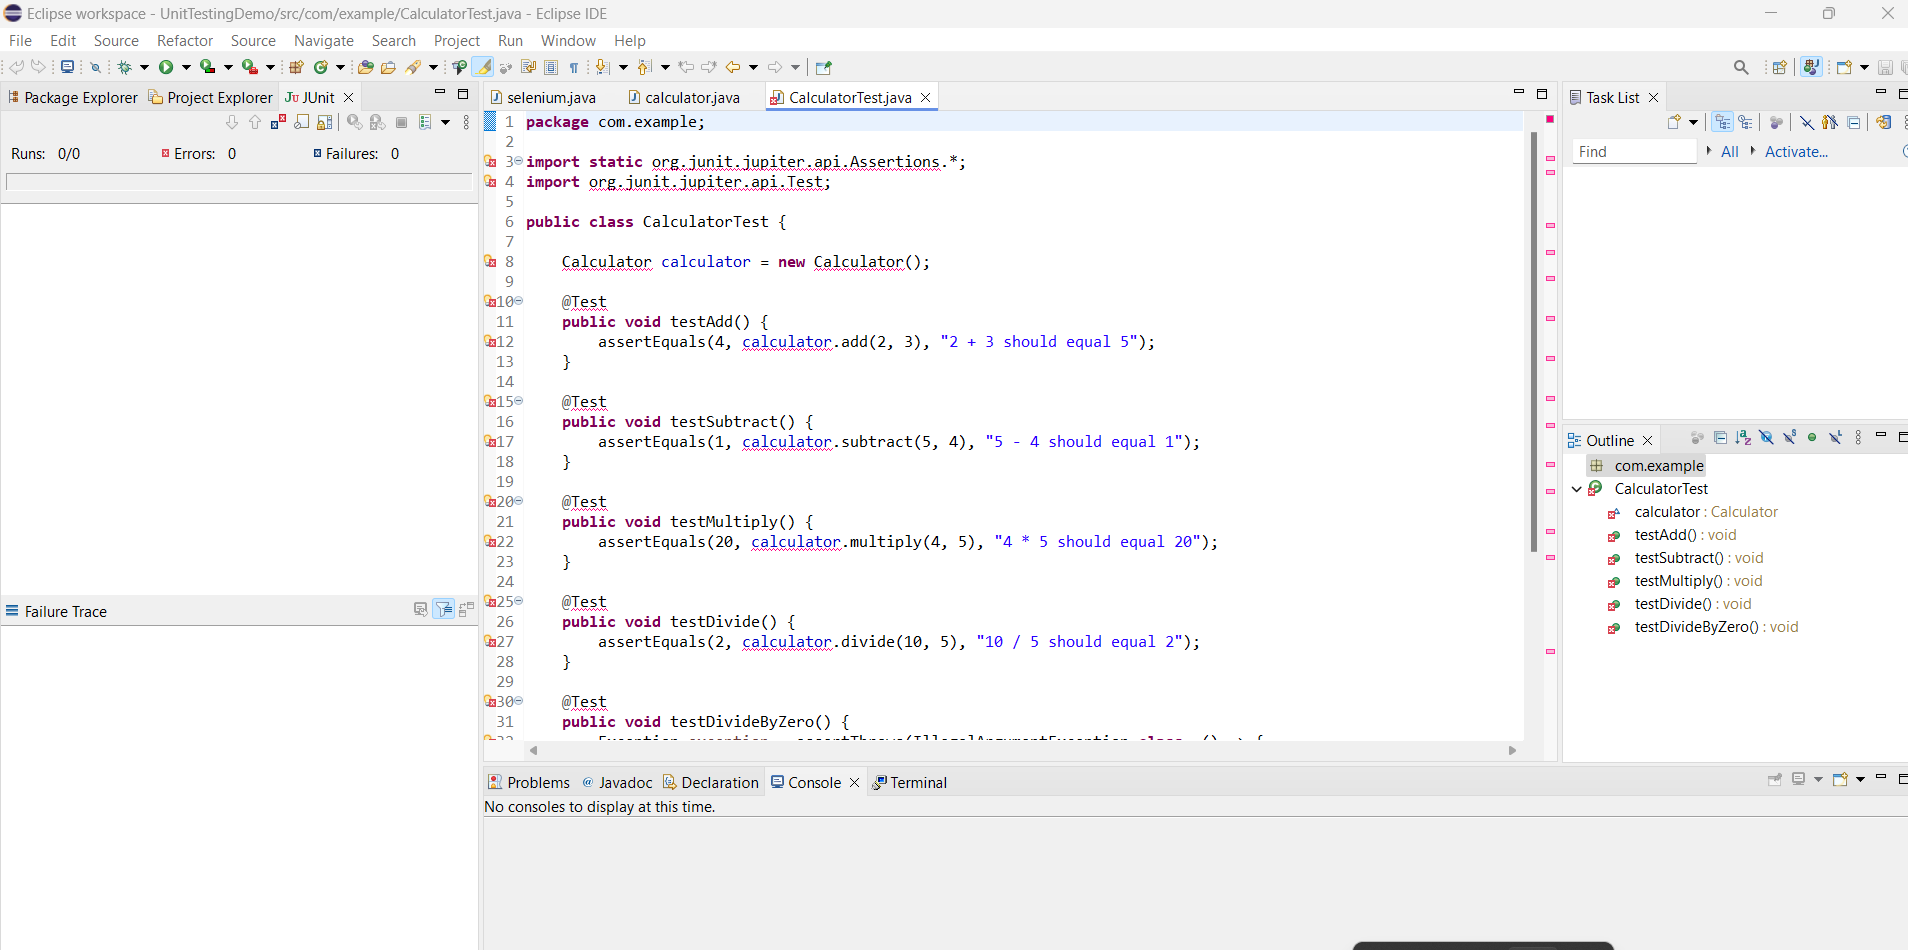 Eclipse workspace - UnitTestingDemo/src/com/example/CalculatorTest.java - Eclipse IDE
File Edit Source Refactor Source Navigate Search Project Run Window Help
Package Explorer Project Explorer JUnit
Runs: 0/0 Errors: 0 Failures: 0
Failure Trace
selenium.java calculator.java CalculatorTest.java
1 package com.example;
2
3 import static org.junit.jupiter.api.Assertions.*;
4 import org.junit.jupiter.api.Test;
5
6 public class CalculatorTest {
7
8 Calculator calculator = new Calculator();
9
10 @Test
11 public void testAdd() {
12 assertEquals(4, calculator.add(2, 3), "2 + 3 should equal 5");
13 }
14
15 @Test
16 public void testSubtract() {
17 assertEquals(1, calculator.subtract(5, 4), "5 - 4 should equal 1");
18 }
19
20 @Test
21 public void testMultiply() {
22 assertEquals(20, calculator.multiply(4, 5), "4 * 5 should equal 20");
23 }
24
25 @Test
26 public void testDivide() {
27 assertEquals(2, calculator.divide(10, 5), "10 / 5 should equal 2");
28 }
29
30 @Test
31 public void testDivideByZero() {
Problems Javadoc Declaration Console Terminal
No consoles to display at this time.
Task List
Find All Activate...
Outline
com.example
CalculatorTest
calculator : Calculator
testAdd() : void
testSubtract() : void
testMultiply() : void
testDivide() : void
testDivideByZero() : void